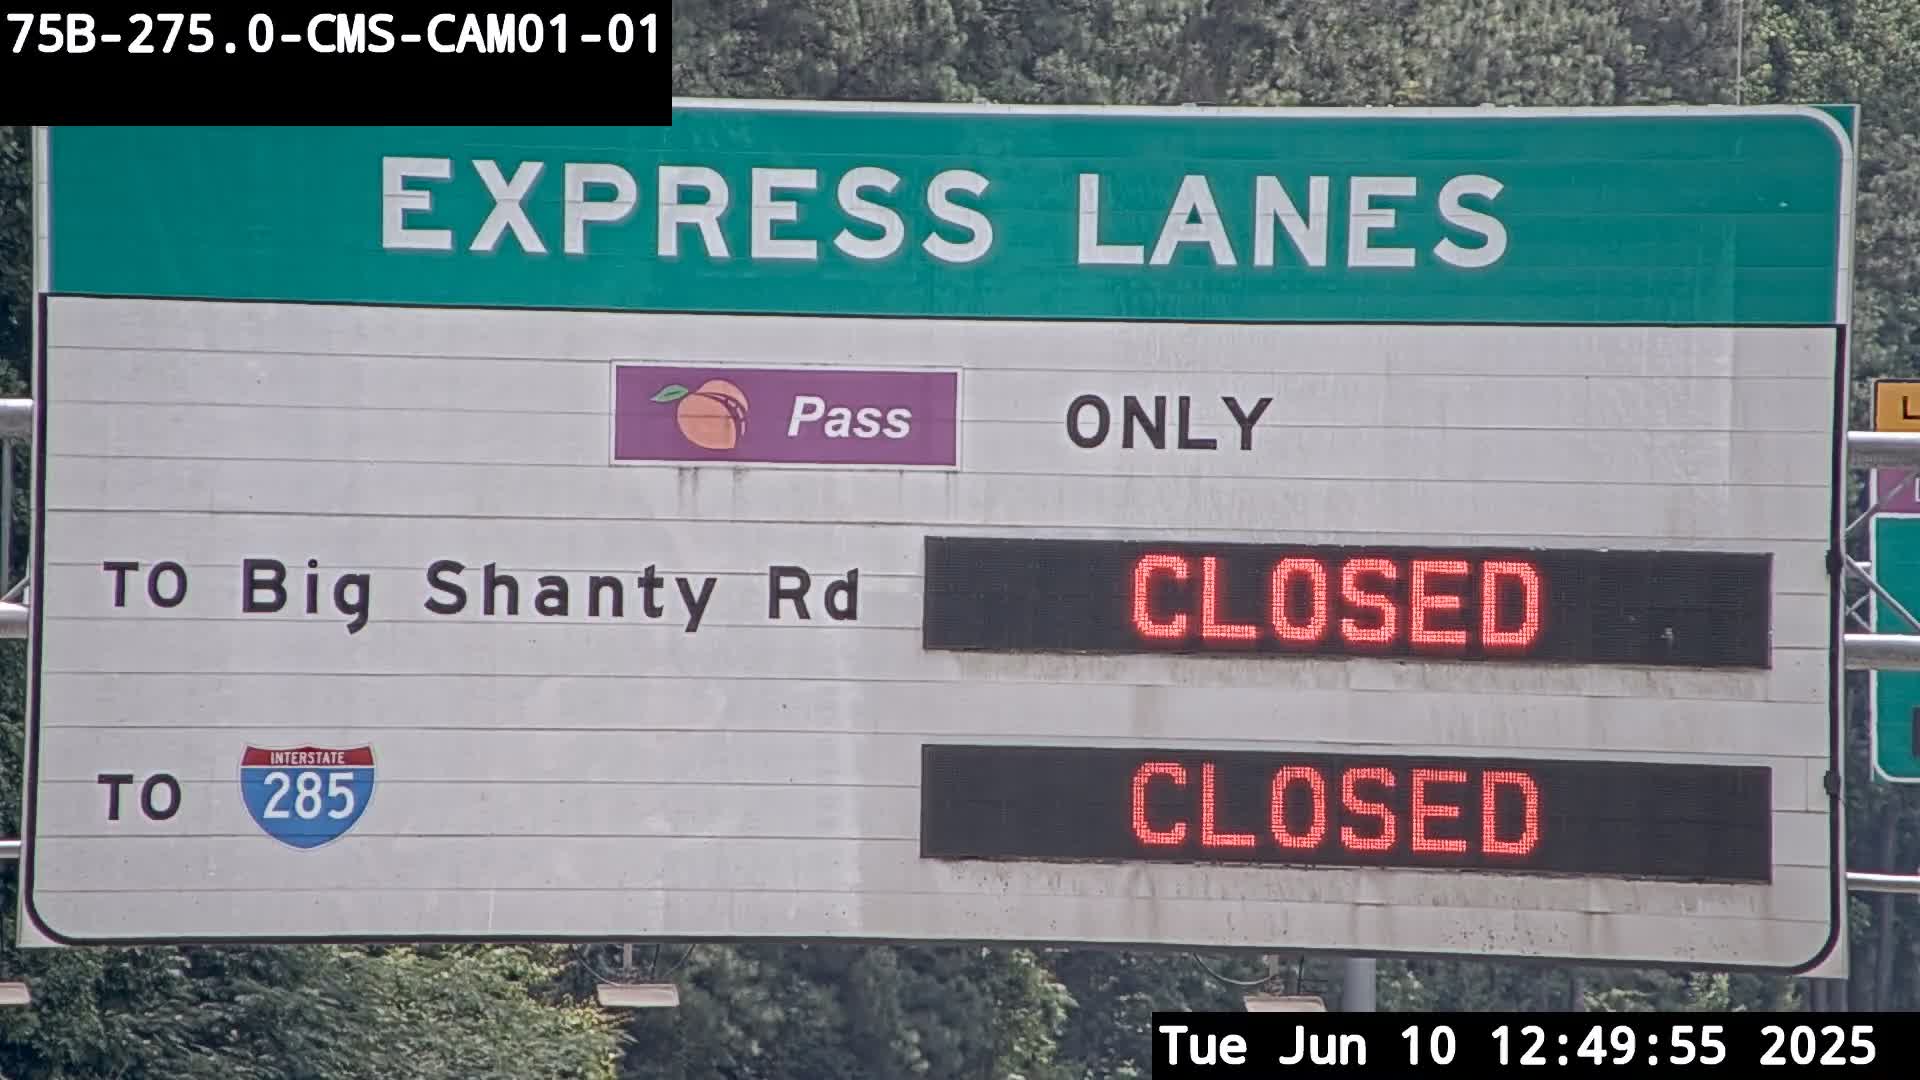 75B-275.0-CMS-CAM01-01
EXPRESS LANES
Pass ONLY
TO Big Shanty Rd CLOSED
TO INTERSTATE 285 CLOSED
Tue Jun 10 12:49:55 2025